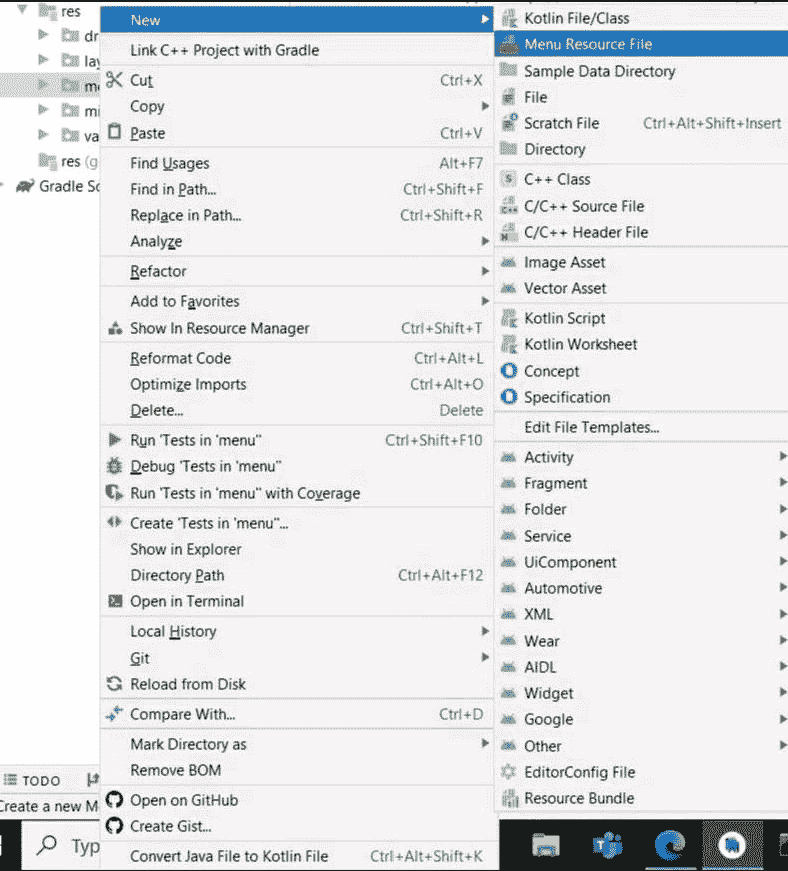 res
dr
lay
me
mi
va
res (g
Gradle Sc
New
Link C++ Project with Gradle
Cut Ctrl+X
Copy
Paste Ctrl+V
Find Usages Alt+F7
Find in Path... Ctrl+Shift+F
Replace in Path... Ctrl+Shift+R
Analyze
Refactor
Add to Favorites
Show In Resource Manager Ctrl+Shift+T
Reformat Code Ctrl+Alt+L
Optimize Imports Ctrl+Alt+O
Delete... Delete
Run 'Tests in 'menu'' Ctrl+Shift+F10
Debug 'Tests in 'menu''
Run 'Tests in 'menu'' with Coverage
Create 'Tests in 'menu''...
Show in Explorer
Directory Path Ctrl+Alt+F12
Open in Terminal
Local History
Git
Reload from Disk
Compare With... Ctrl+D
Mark Directory as
Remove BOM
Open on GitHub
Create Gist...
Convert Java File to Kotlin File Ctrl+Alt+Shift+K
Kotlin File/Class
Menu Resource File
Sample Data Directory
File
Scratch File Ctrl+Alt+Shift+Insert
Directory
C++ Class
C/C++ Source File
C/C++ Header File
Image Asset
Vector Asset
Kotlin Script
Kotlin Worksheet
Concept
Specification
Edit File Templates...
Activity
Fragment
Folder
Service
UiComponent
Automotive
XML
Wear
AIDL
Widget
Google
Other
EditorConfig File
Resource Bundle
TODO
Create a new M
Typ